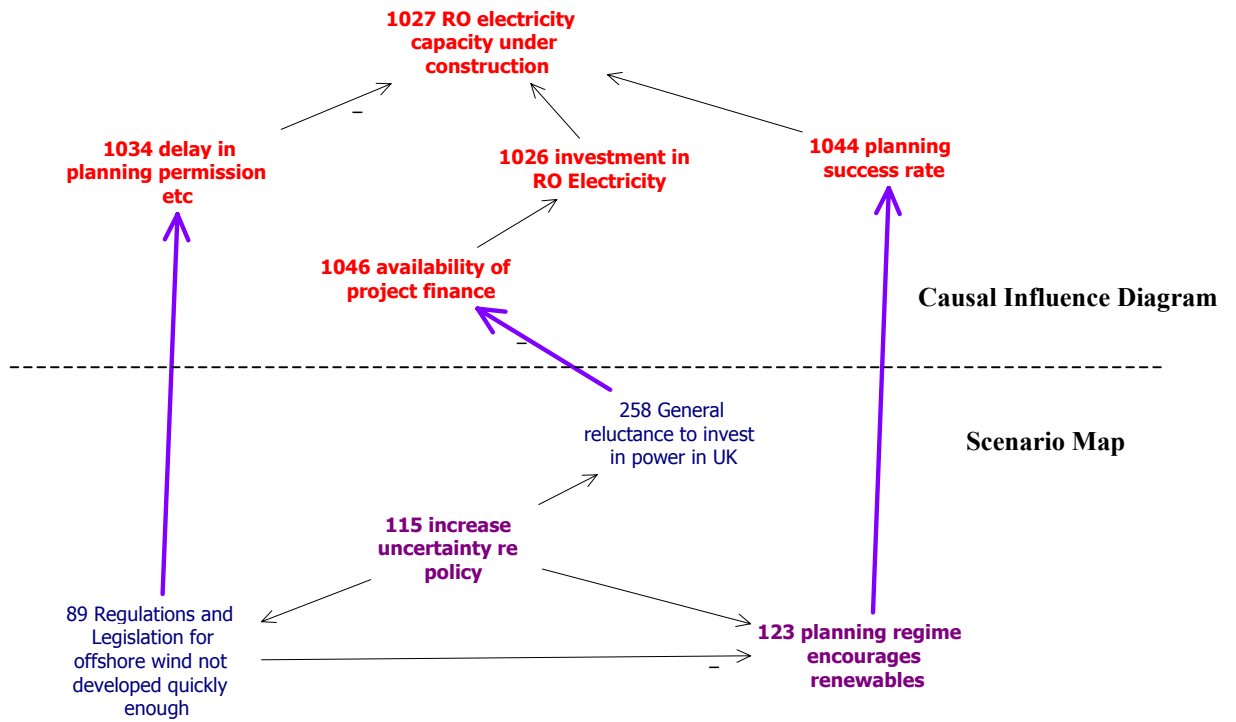 1027 RO electricity
capacity under
construction
–
1034 delay in
planning permission
etc
1026 investment in
RO Electricity
1044 planning
success rate
1046 availability of
project finance
Causal Influence Diagram
–
258 General
reluctance to invest
in power in UK
Scenario Map
115 increase
uncertainty re
policy
89 Regulations and
Legislation for
offshore wind not
developed quickly
enough
123 planning regime
encourages
renewables
–